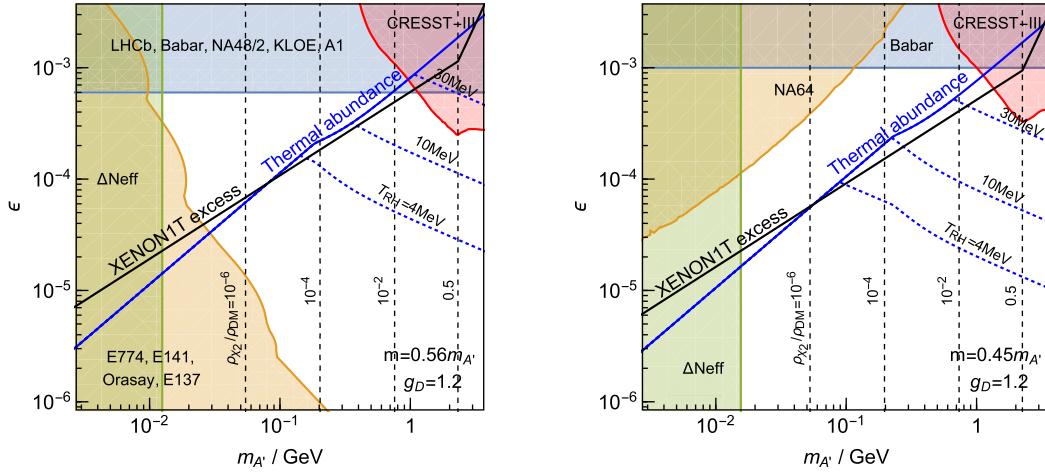 CRESST-III
LHCb, Babar, NA48/2, KLOE, A1
10⁻³
30MeV
Thermal abundance
10MeV
ΔNeff
10⁻⁴
ϵ
XENON1T excess
T_RH=4MeV
10⁻⁵
ρ_χ₂/ρ_DM=10⁻⁶
10⁻⁴
10⁻²
0.5
E774, E141,
Orasay, E137
m=0.56m_A'
g_D=1.2
10⁻⁶
10⁻²
10⁻¹
1
m_A' / GeV
CRESST-III
Babar
10⁻³
NA64
30MeV
Thermal abundance
10⁻⁴
10MeV
ϵ
XENON1T excess
T_RH=4MeV
10⁻⁵
ρ_χ₂/ρ_DM=10⁻⁶
10⁻⁴
10⁻²
0.5
ΔNeff
m=0.45m_A'
g_D=1.2
10⁻⁶
10⁻²
10⁻¹
1
m_A' / GeV